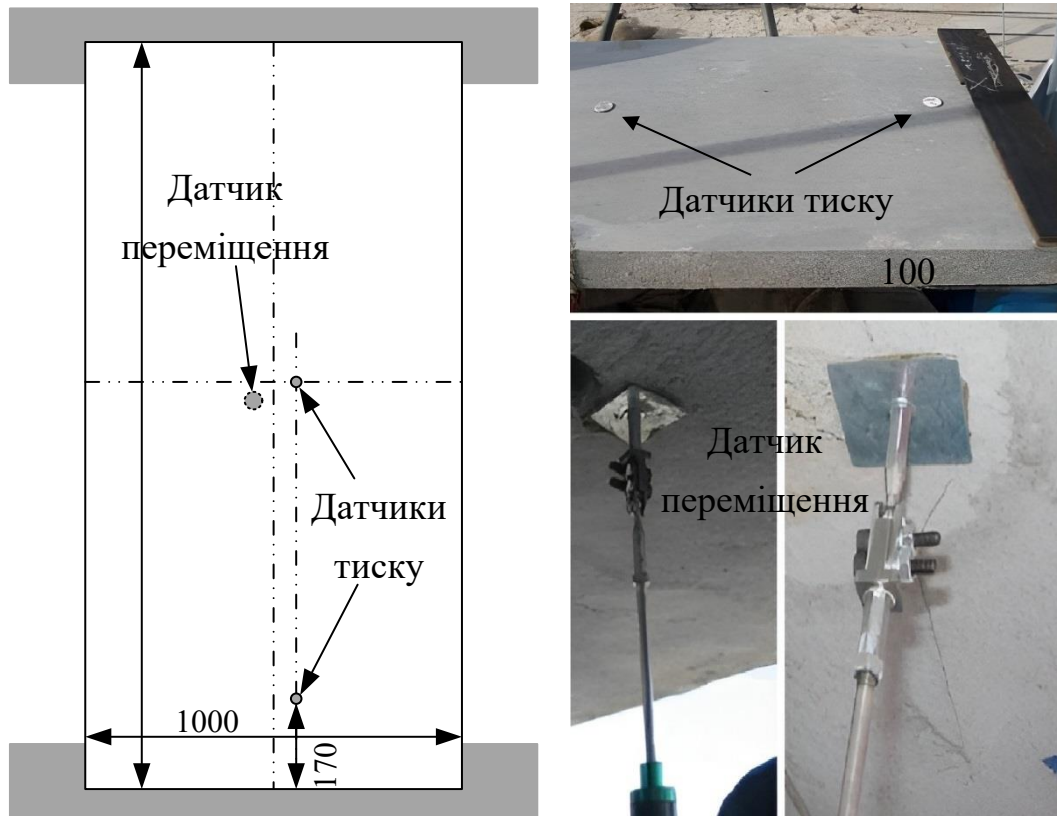 Датчик
переміщення
Датчики
тиску
1000
170
Датчики тиску
100
Датчик
переміщення